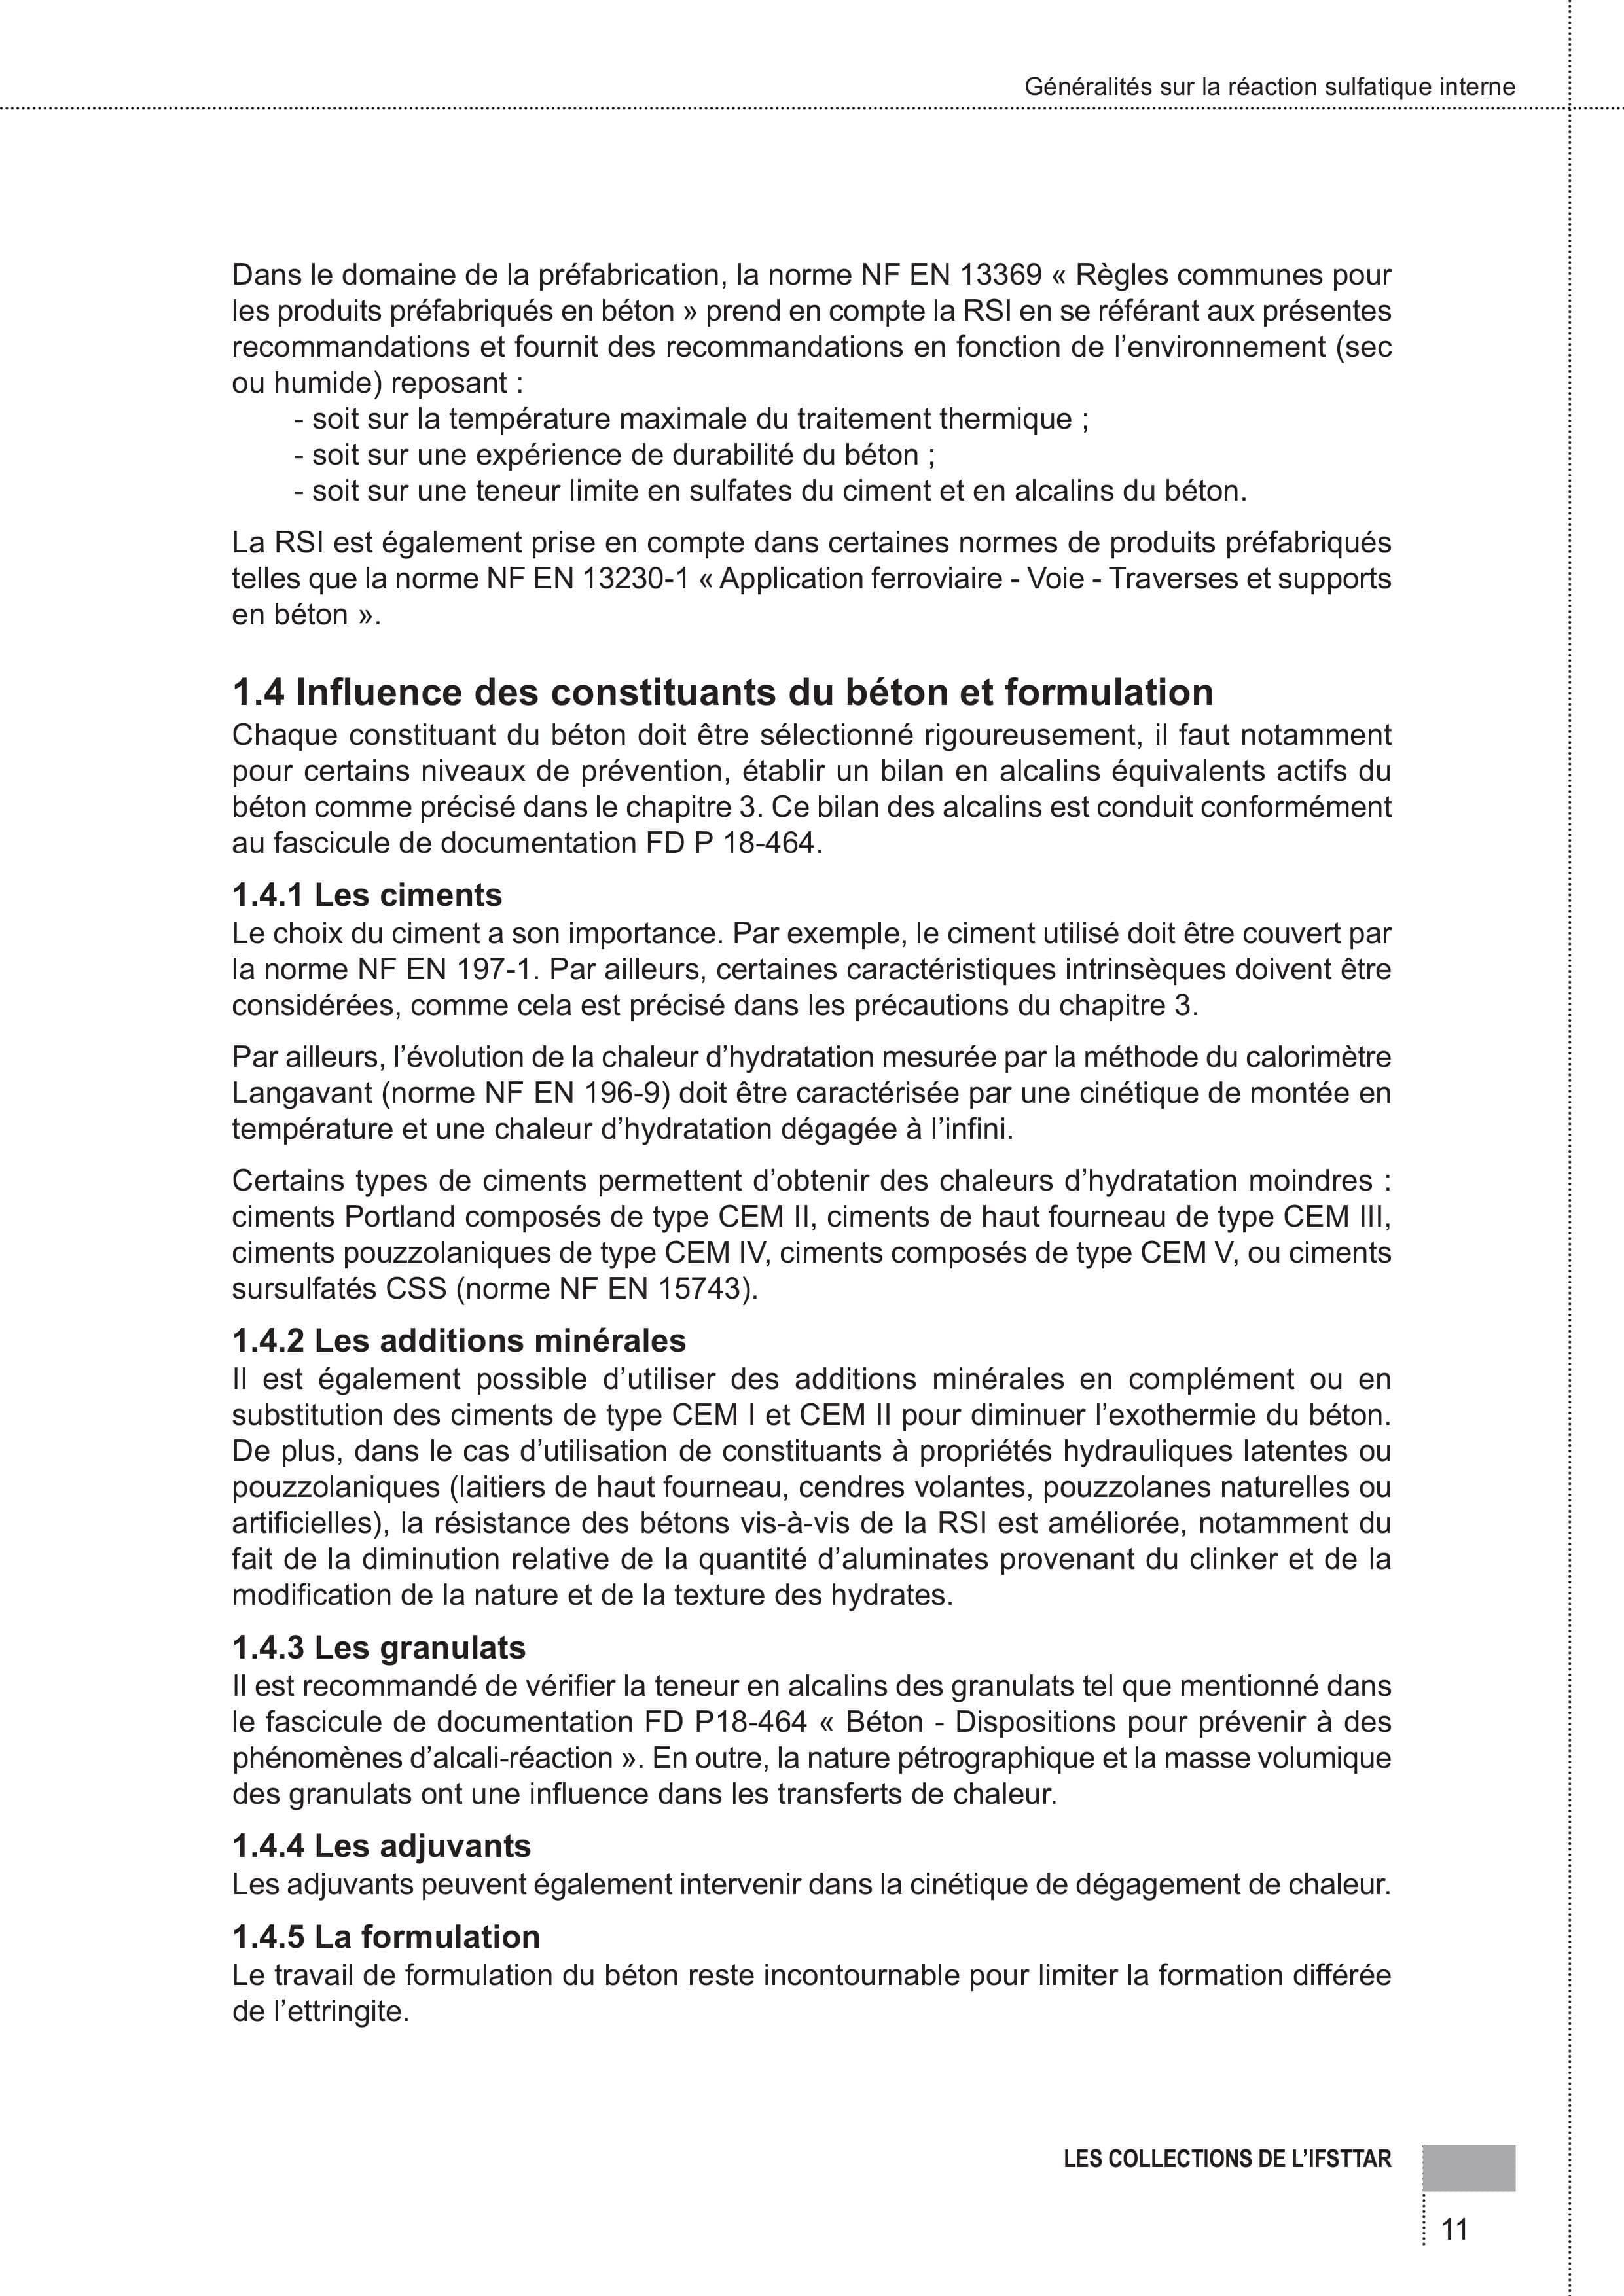 Généralités sur la réaction sulfatique interne
Dans le domaine de la préfabrication, la norme NF EN 13369 « Règles communes pour
les produits préfabriqués en béton » prend en compte la RSI en se référant aux présentes
recommandations et fournit des recommandations en fonction de l’environnement (sec
ou humide) reposant :
- soit sur la température maximale du traitement thermique ;
- soit sur une expérience de durabilité du béton ;
- soit sur une teneur limite en sulfates du ciment et en alcalins du béton.
La RSI est également prise en compte dans certaines normes de produits préfabriqués
telles que la norme NF EN 13230-1 « Application ferroviaire - Voie - Traverses et supports
en béton ».
1.4 Influence des constituants du béton et formulation
Chaque constituant du béton doit être sélectionné rigoureusement, il faut notamment
pour certains niveaux de prévention, établir un bilan en alcalins équivalents actifs du
béton comme précisé dans le chapitre 3. Ce bilan des alcalins est conduit conformément
au fascicule de documentation FD P 18-464.
1.4.1 Les ciments
Le choix du ciment a son importance. Par exemple, le ciment utilisé doit être couvert par
la norme NF EN 197-1. Par ailleurs, certaines caractéristiques intrinsèques doivent être
considérées, comme cela est précisé dans les précautions du chapitre 3.
Par ailleurs, l’évolution de la chaleur d’hydratation mesurée par la méthode du calorimètre
Langavant (norme NF EN 196-9) doit être caractérisée par une cinétique de montée en
température et une chaleur d’hydratation dégagée à l’infini.
Certains types de ciments permettent d’obtenir des chaleurs d’hydratation moindres :
ciments Portland composés de type CEM II, ciments de haut fourneau de type CEM III,
ciments pouzzolaniques de type CEM IV, ciments composés de type CEM V, ou ciments
sursulfatés CSS (norme NF EN 15743).
1.4.2 Les additions minérales
Il est également possible d’utiliser des additions minérales en complément ou en
substitution des ciments de type CEM I et CEM II pour diminuer l’exothermie du béton.
De plus, dans le cas d’utilisation de constituants à propriétés hydrauliques latentes ou
pouzzolaniques (laitiers de haut fourneau, cendres volantes, pouzzolanes naturelles ou
artificielles), la résistance des bétons vis-à-vis de la RSI est améliorée, notamment du
fait de la diminution relative de la quantité d’aluminates provenant du clinker et de la
modification de la nature et de la texture des hydrates.
1.4.3 Les granulats
Il est recommandé de vérifier la teneur en alcalins des granulats tel que mentionné dans
le fascicule de documentation FD P18-464 « Béton - Dispositions pour prévenir à des
phénomènes d’alcali-réaction ». En outre, la nature pétrographique et la masse volumique
des granulats ont une influence dans les transferts de chaleur.
1.4.4 Les adjuvants
Les adjuvants peuvent également intervenir dans la cinétique de dégagement de chaleur.
1.4.5 La formulation
Le travail de formulation du béton reste incontournable pour limiter la formation différée
de l’ettringite.
LES COLLECTIONS DE L’IFSTTAR
11